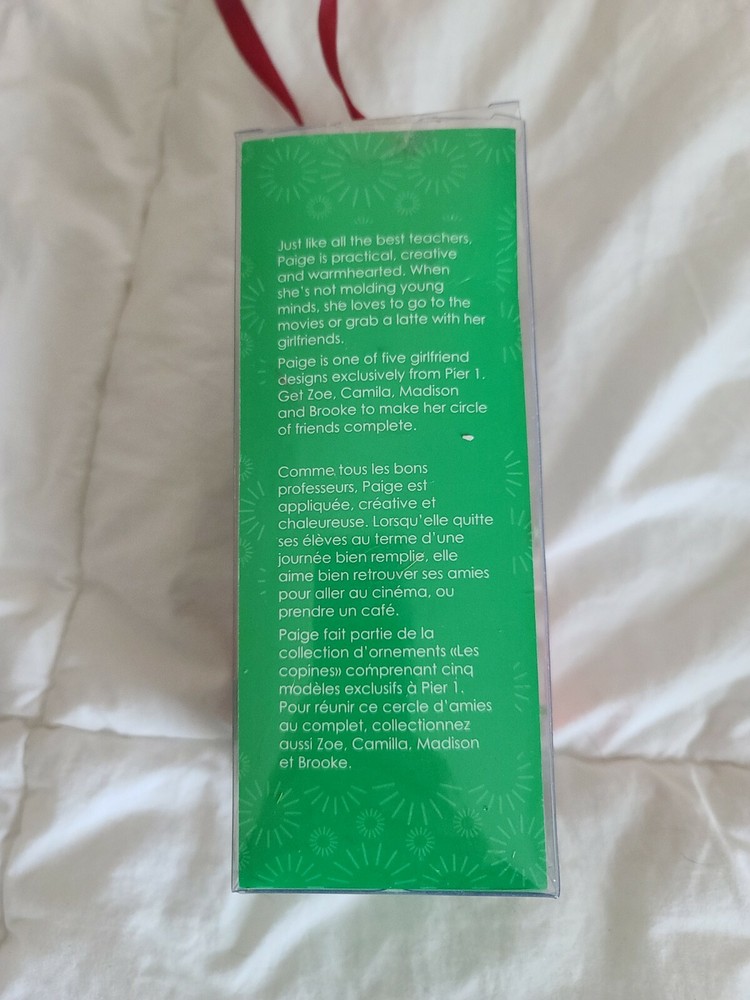 Just like all the best teachers,
Paige is practical, creative
and warmhearted. When
she's not molding young
minds, she loves to go to the
movies or grab a latte with her
girlfriends.
Paige is one of five girlfriend
designs exclusively from Pier 1.
Get Zoe, Camila, Madison
and Brooke to make her circle
of friends complete.
Comme tous les bons
professeurs, Paige est
appliquée, créative et
chaleureuse. Lorsqu'elle quitte
ses élèves au terme d'une
journée bien remplie, elle
aime bien retrouver ses amies
pour aller au cinéma, ou
prendre un café.
Paige fait partie de la
collection d'ornements «Les
copines» comprenant cinq
modèles exclusifs à Pier 1.
Pour réunir ce cercle d'amies
au complet, collectionnez
aussi Zoe, Camilla, Madison
et Brooke.